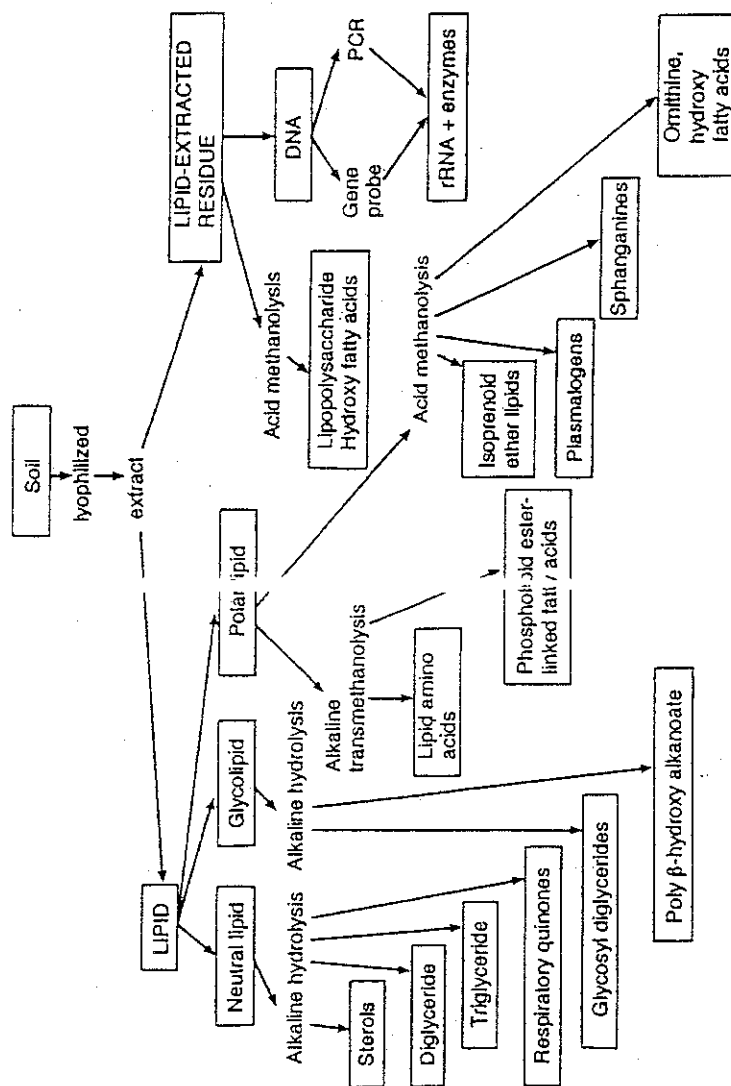 Soil
lyophilized
extract
LIPID
LIPID-EXTRACTED
RESIDUE
Neutral lipid
Glycolipid
Polar lipid
DNA
Acid methanolysis
Gene
probe
PCR
Alkaline hydrolysis
Alkaline hydrolysis
Alkaline
transmethanolysis
Lipopolysaccharide
Hydroxy fatty acids
rRNA + enzymes
Sterols
Diglyceride
Triglyceride
Respiratory quinones
Glycosyl diglycerides
Poly β-hydroxy alkanoate
Lipid amino
acids
Phospholipid ester-
linked fatty acids
Acid methanolysis
Isoprenoid
ether lipids
Plasmalogens
Sphanganines
Ornithine,
hydroxy
fatty acids